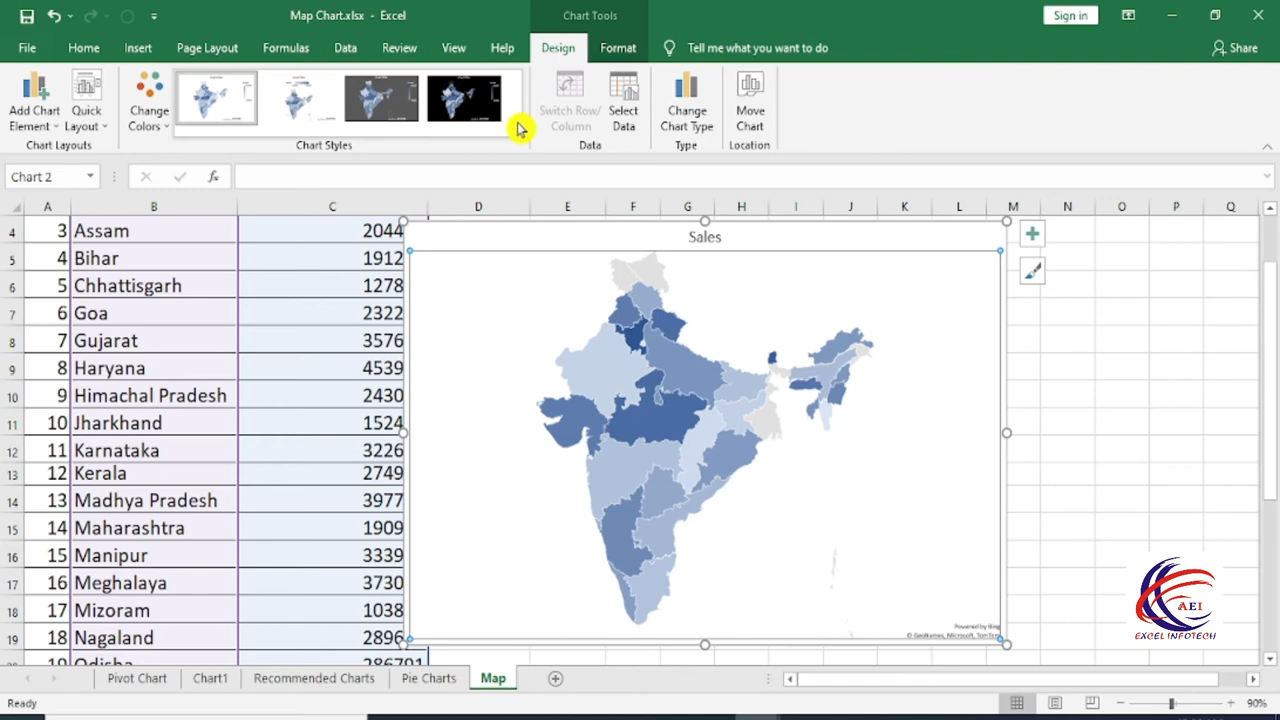 Map Chart.xlsx - Excel
Chart Tools
Sign in
File Home Insert Page Layout Formulas Data Review View Help Design Format Tell me what you want to do Share
Add Chart Element
Quick Layout
Change Colors
Switch Row/ Column
Select Data
Change Chart Type
Move Chart
Chart Layouts
Chart Styles
Data
Type
Location
Chart 2
fx
A B C D E F G H I J K L M N O P Q
4 3 Assam 2044
5 4 Bihar 1912
6 5 Chhattisgarh 1278
7 6 Goa 2322
8 7 Gujarat 3576
9 8 Haryana 4539
10 9 Himachal Pradesh 2430
11 10 Jharkhand 1524
12 11 Karnataka 3226
13 12 Kerala 2749
14 13 Madhya Pradesh 3977
15 14 Maharashtra 1909
16 15 Manipur 3339
17 16 Meghalaya 3730
18 17 Mizoram 1038
19 18 Nagaland 2896
Sales
Powered by Bing
© GeoNames, Microsoft, TomTom
AEI
EXCEL INFOTECH
Pivot Chart Chart1 Recommended Charts Pie Charts Map
Ready
90%